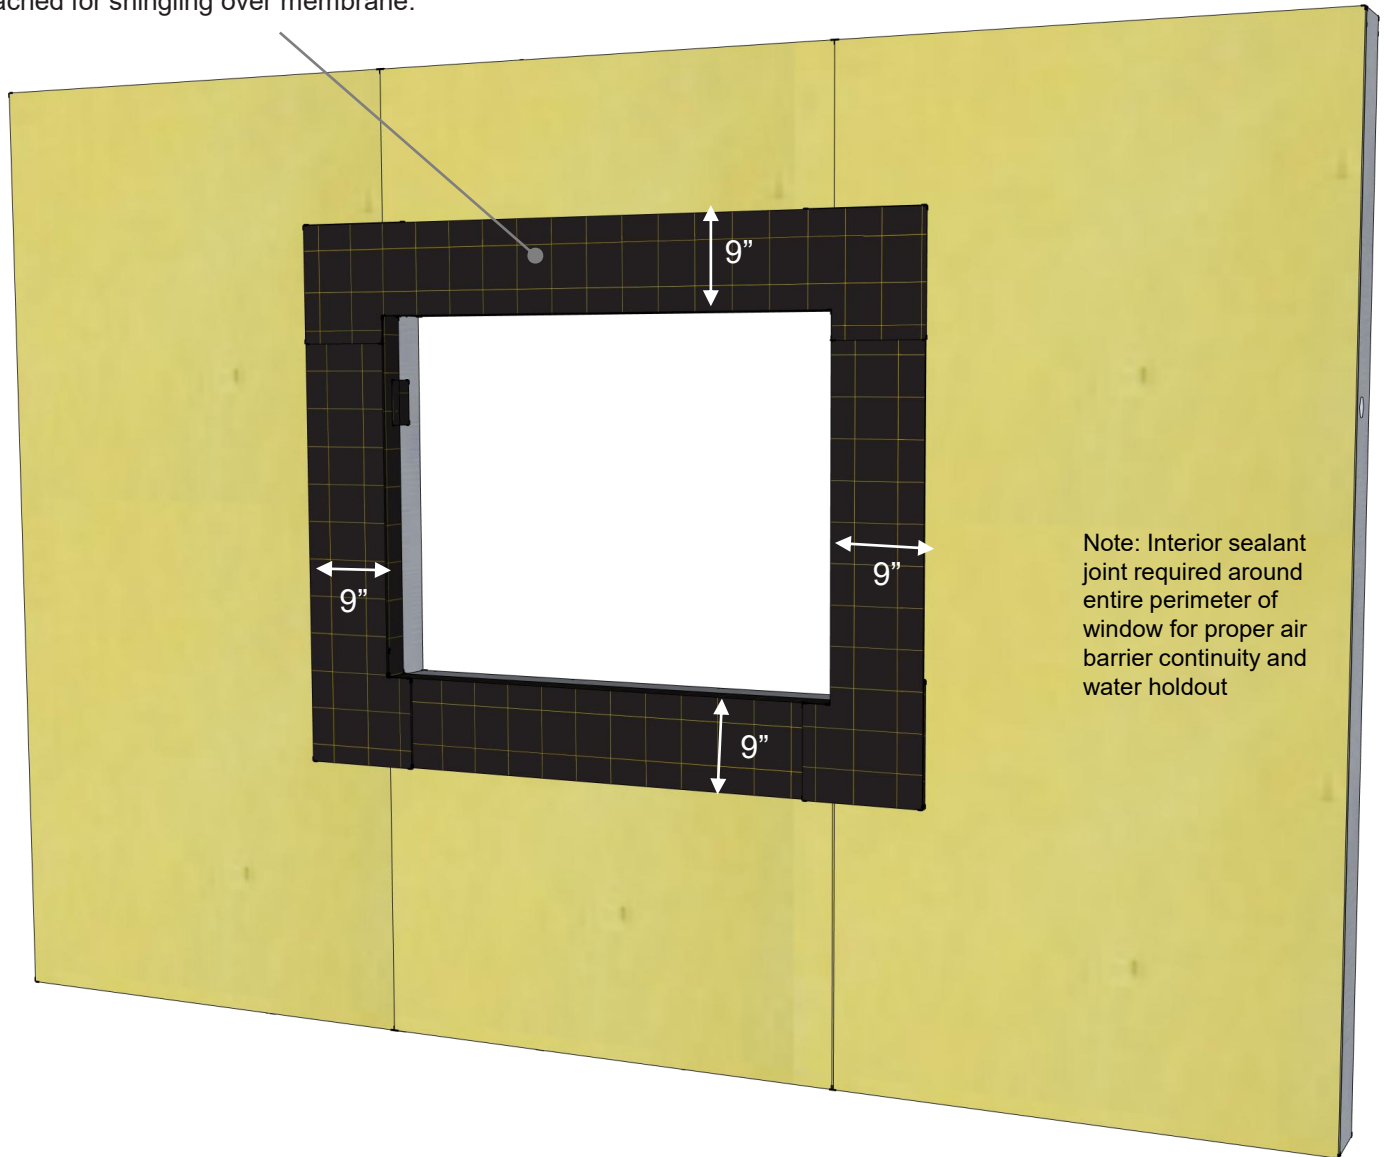 for shingling over membrane.
9”
9”
9”
9”
Note: Interior sealant
joint required around
entire perimeter of
window for proper air
barrier continuity and
water holdout